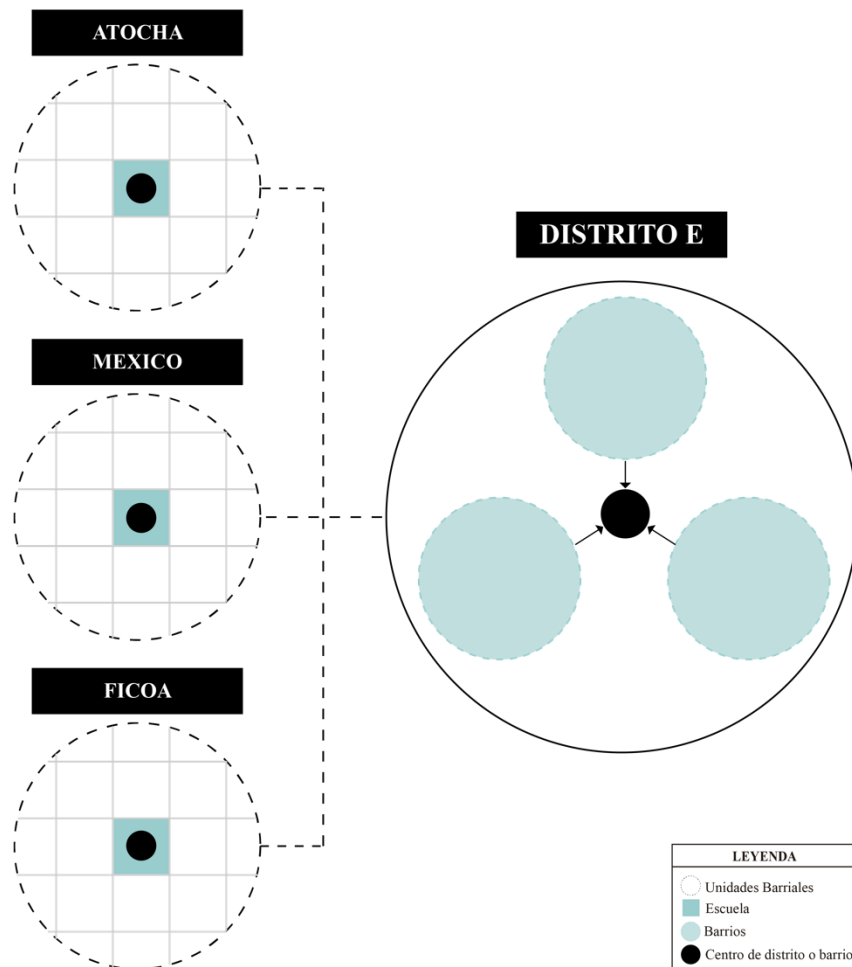 ATOCHA
DISTRITO E
MEXICO
FICOA
LEYENDA
Unidades Barriales
Escuela
Barrios
Centro de distrito o barrio